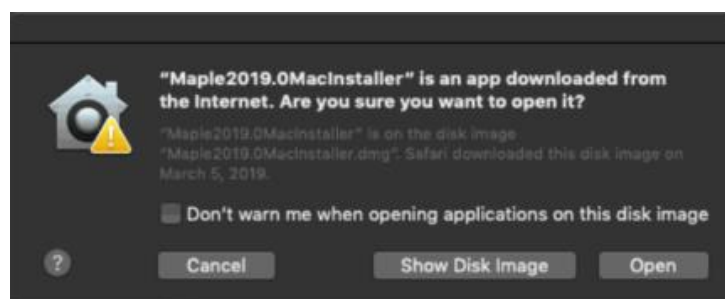 “Maple2019.0MacInstaller” is an app downloaded from
the Internet. Are you sure you want to open it?
“Maple2019.0MacInstaller” is on the disk image
“Maple2019.0MacInstaller.dmg”. Safari downloaded this disk image on
March 5, 2019.
Don't warn me when opening applications on this disk image
? Cancel Show Disk Image Open